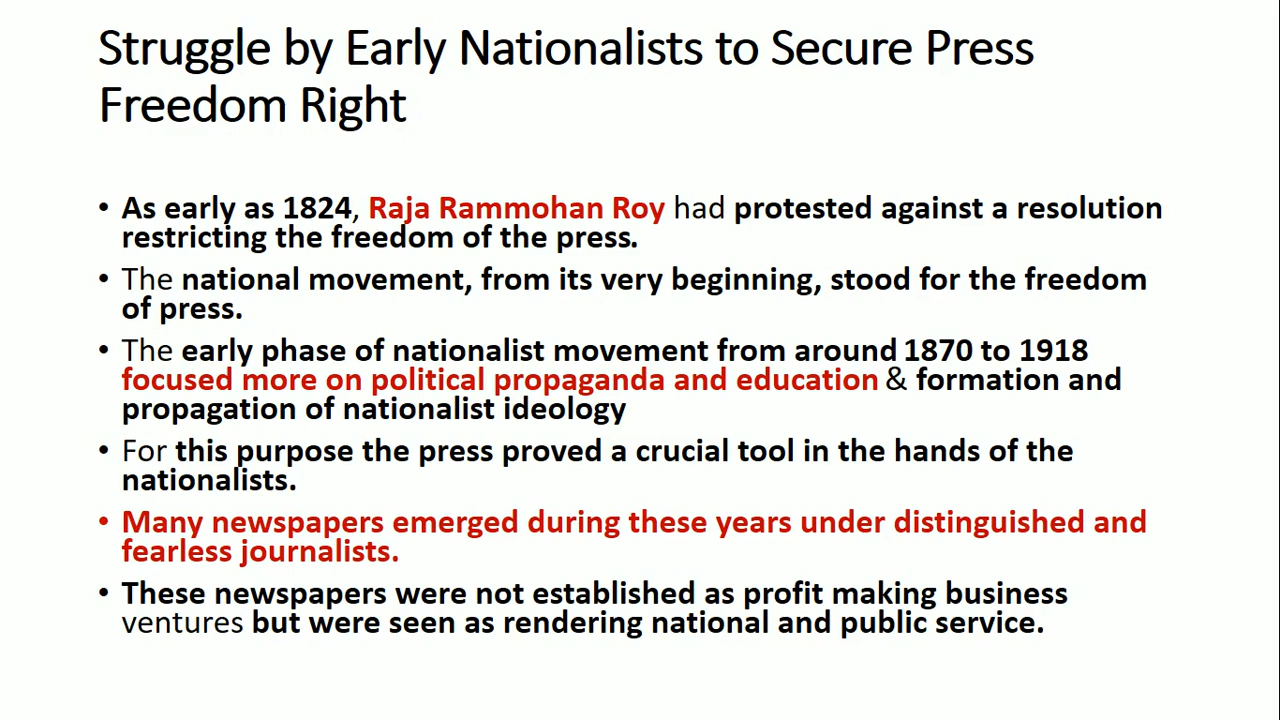 Struggle by Early Nationalists to Secure Press
Freedom Right
• As early as 1824, Raja Rammohan Roy had protested against a resolution
restricting the freedom of the press.
• The national movement, from its very beginning, stood for the freedom
of press.
• The early phase of nationalist movement from around 1870 to 1918
focused more on political propaganda and education & formation and
propagation of nationalist ideology
• For this purpose the press proved a crucial tool in the hands of the
nationalists.
• Many newspapers emerged during these years under distinguished and
fearless journalists.
• These newspapers were not established as profit making business
ventures but were seen as rendering national and public service.